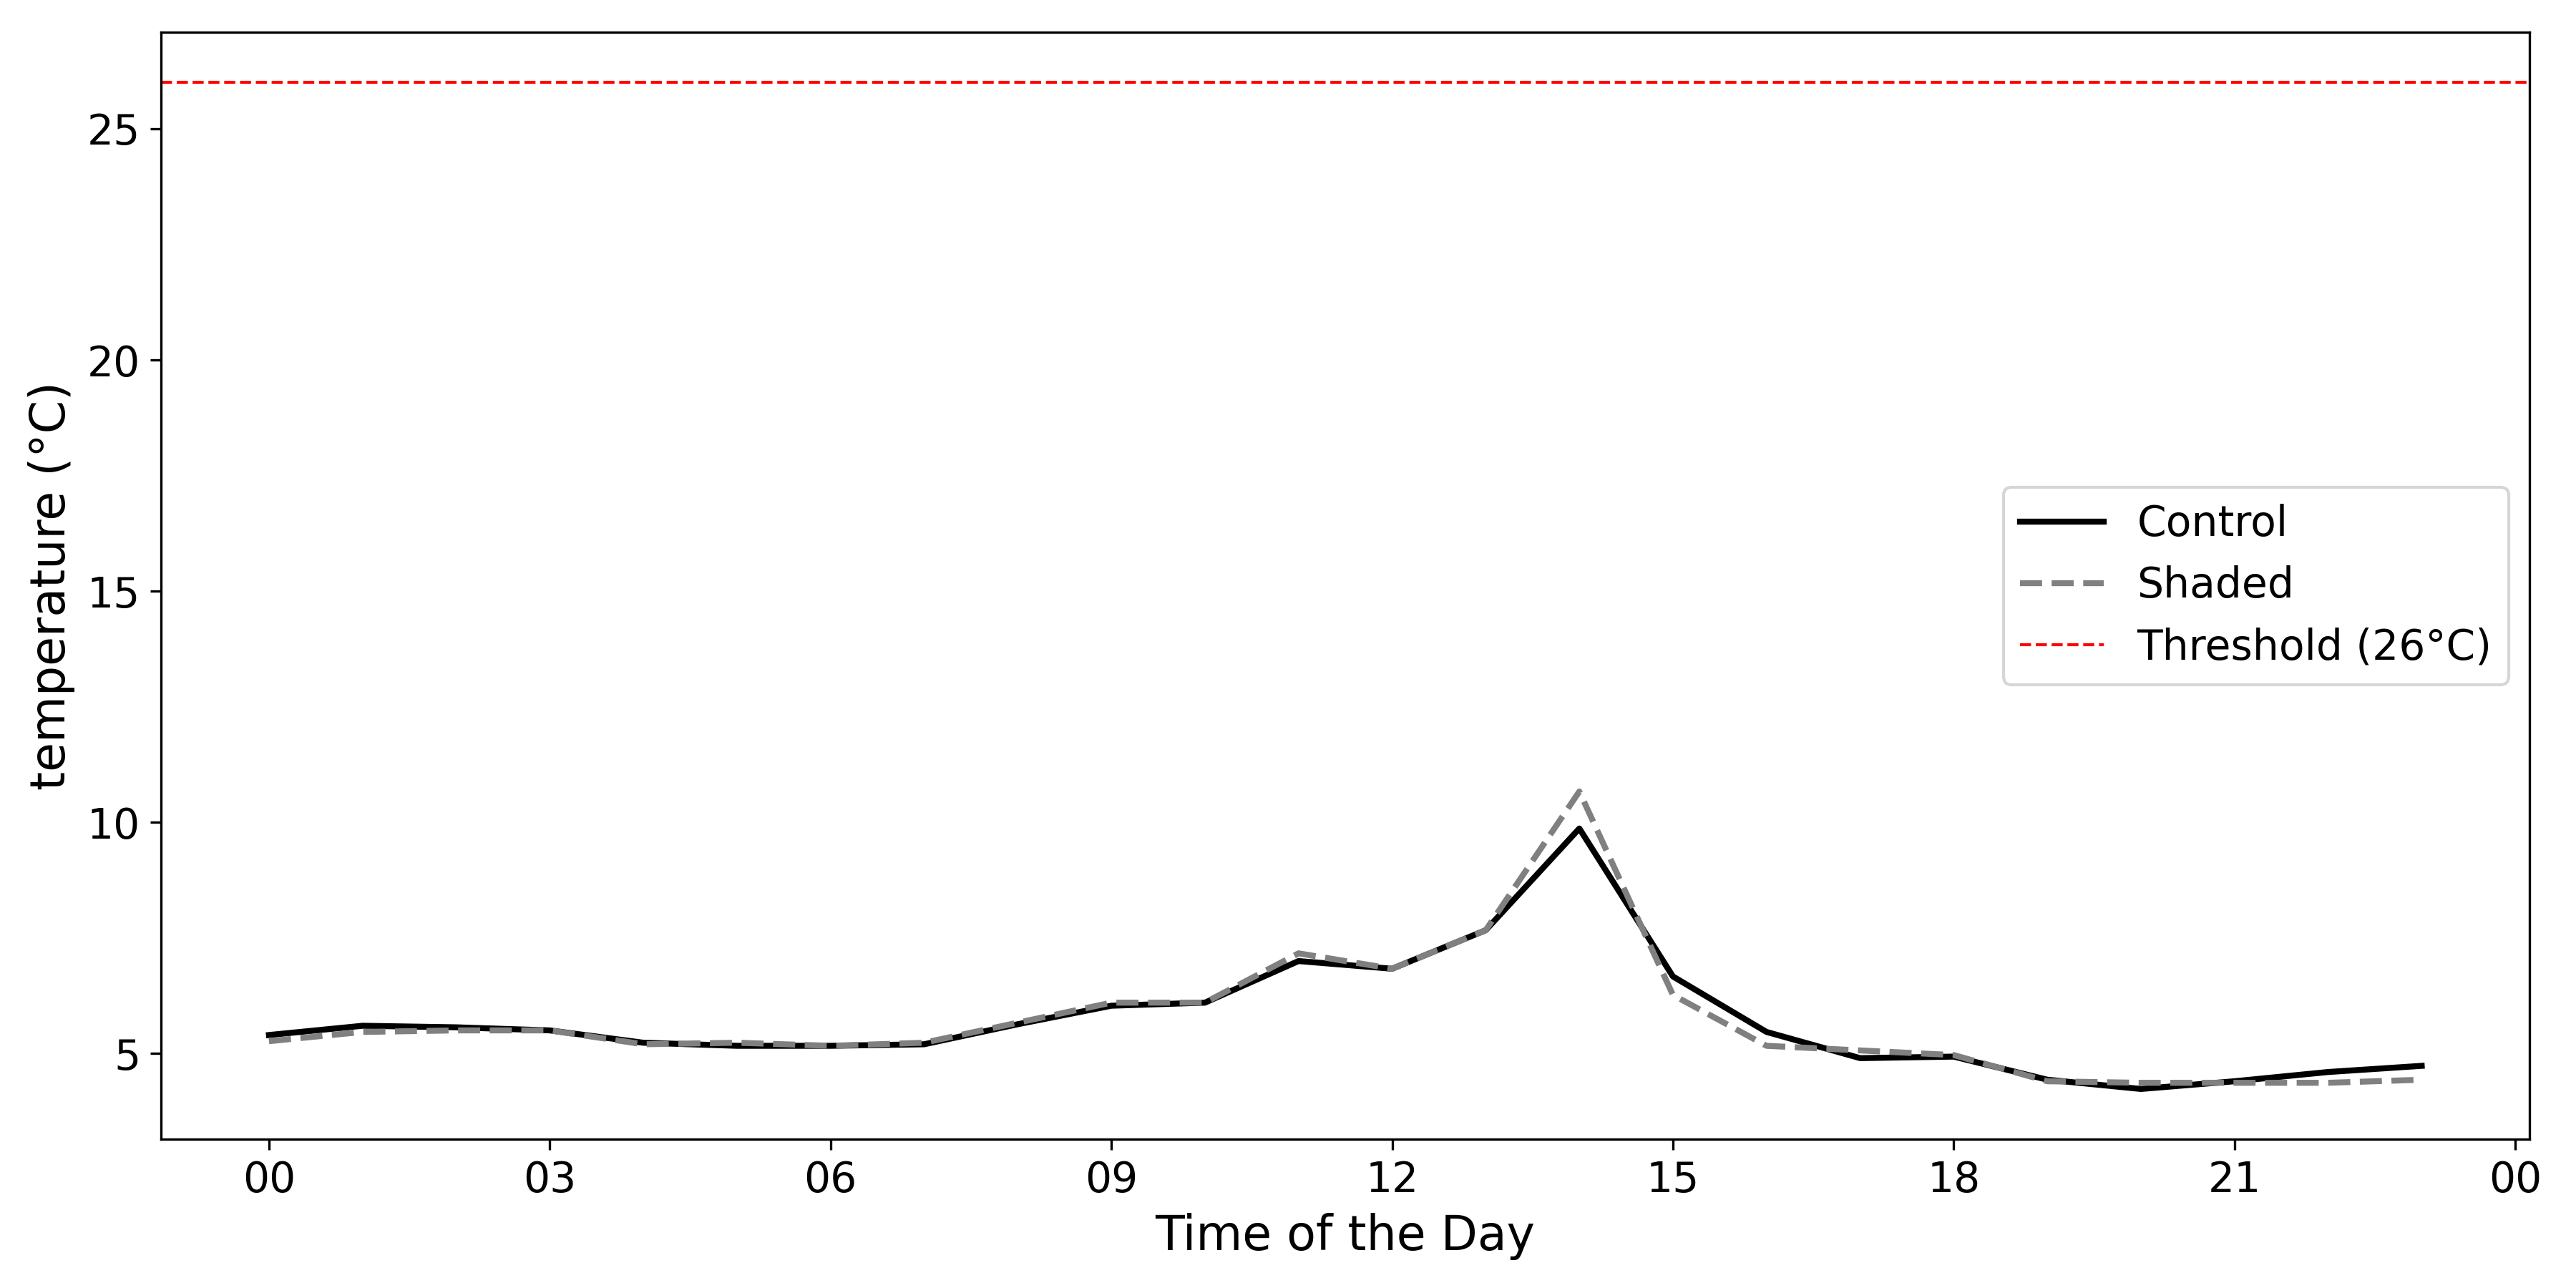 temperature (°C)
25
20
15
10
5
Control
Shaded
Threshold (26°C)
00 03 06 09 12 15 18 21 00
Time of the Day